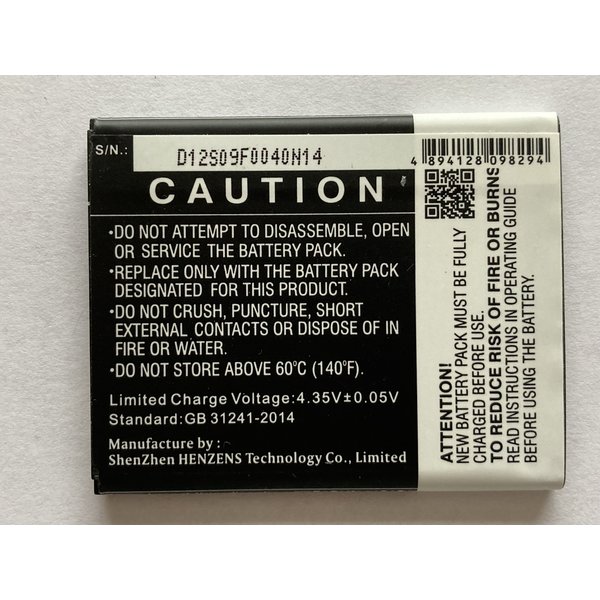 S/N.:
D12S09F0040N14
4 894128 098294
CAUTION
•DO NOT ATTEMPT TO DISASSEMBLE, OPEN
OR SERVICE THE BATTERY PACK.
•REPLACE ONLY WITH THE BATTERY PACK
DESIGNATED FOR THIS PRODUCT.
•DO NOT CRUSH, PUNCTURE, SHORT
EXTERNAL CONTACTS OR DISPOSE OF IN
FIRE OR WATER.
•DO NOT STORE ABOVE 60°C (140°F).
Limited Charge Voltage:4.35V±0.05V
Standard:GB 31241-2014
Manufacture by :
ShenZhen HENZENS Technology Co., Limited
ATTENTION!
NEW BATTERY PACK MUST BE FULLY
CHARGED BEFORE USE.
TO REDUCE RISK OF FIRE OR BURNS
READ INSTRUCTIONS IN OPERATING GUIDE
BEFORE USING THE BATTERY.